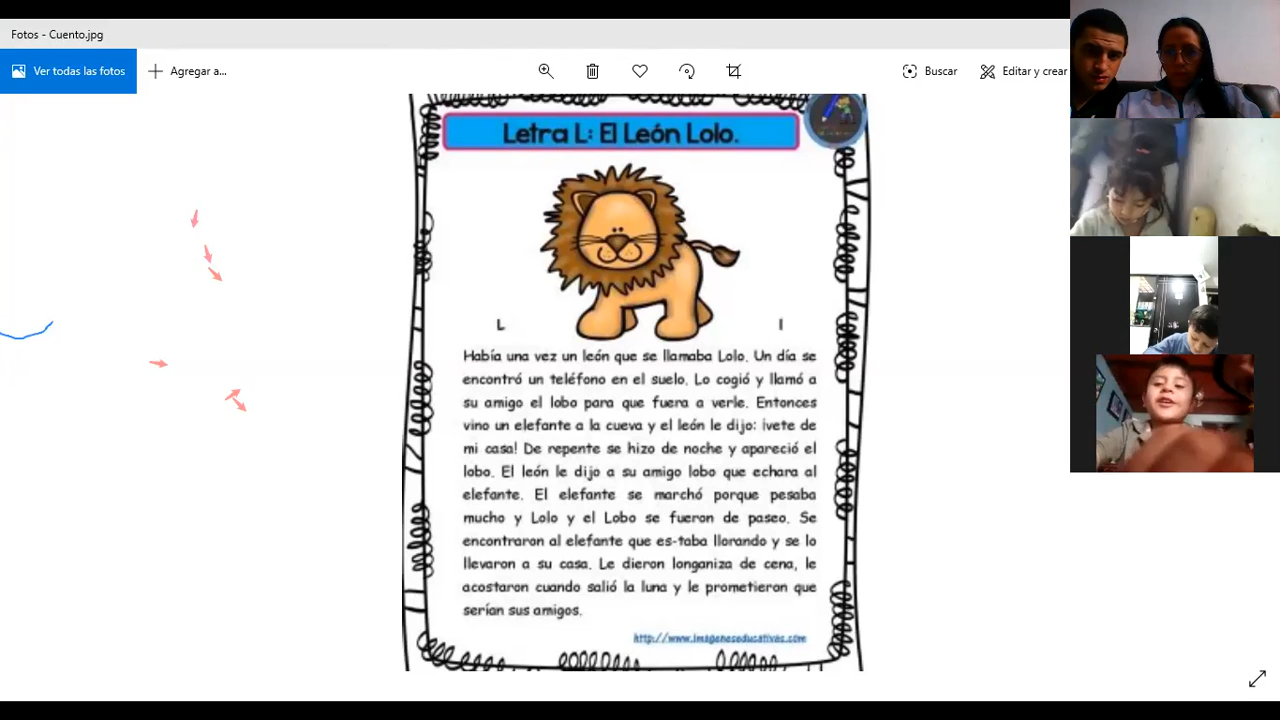 Fotos - Cuento.jpg
Ver todas las fotos
Agregar a...
Buscar
Editar y crear
Letra L: El León Lolo.
L
l
Había una vez un león que se llamaba Lolo. Un día se
encontró un teléfono en el suelo. Lo cogió y llamó a
su amigo el lobo para que fuera a verle. Entonces
vino un elefante a la cueva y el león le dijo: ¡vete de
mi casa! De repente se hizo de noche y apareció el
lobo. El león le dijo a su amigo lobo que echara al
elefante. El elefante se marchó porque pesaba
mucho y Lolo y el Lobo se fueron de paseo. Se
encontraron al elefante que es-taba llorando y se lo
llevaron a su casa. Le dieron longaniza de cena, le
acostaron cuando salió la luna y le prometieron que
serían sus amigos.
http://www.imageneseducativas.com